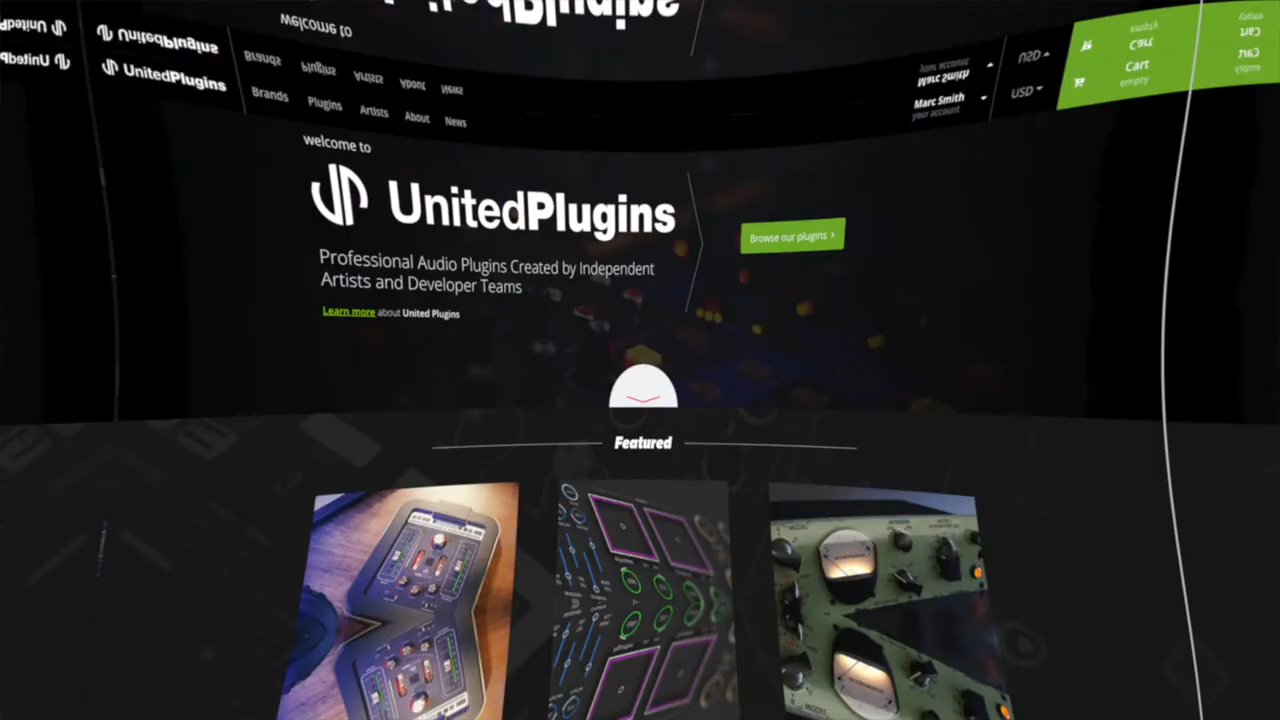 UnitedPlugins
Brands
Plugins
Artists
About
News
Marc Smith
your account
USD
Cart
empty
welcome to
UnitedPlugins
Professional Audio Plugins Created by Independent
Artists and Developer Teams
Learn more about United Plugins
Browse our plugins
Featured